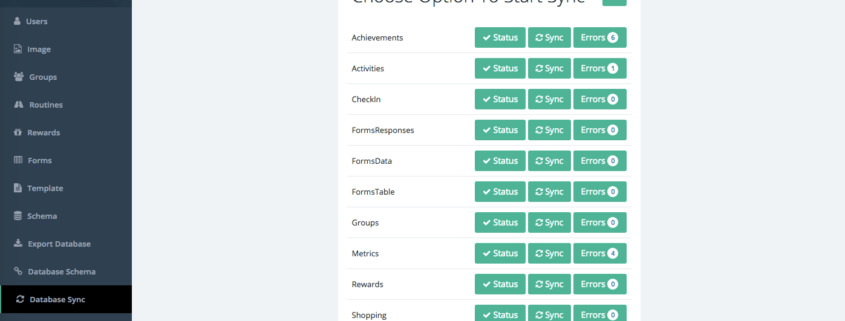 Choose Option To Start Sync
Users
Image
Groups
Routines
Rewards
Forms
Template
Schema
Export Database
Database Schema
Database Sync
Achievements Status Sync Errors 6
Activities Status Sync Errors 1
CheckIn Status Sync Errors 0
FormsResponses Status Sync Errors 0
FormsData Status Sync Errors 0
FormsTable Status Sync Errors 0
Groups Status Sync Errors 0
Metrics Status Sync Errors 4
Rewards Status Sync Errors 0
Shopping Status Sync Errors 0